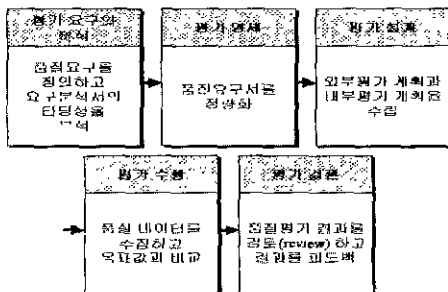 평가 요구의
분석
품질요구를
정의하고
요구분석서의
타당성을
분석
평가 명세
품질요구서를
정량화
평가 설계
외부평가 계획과
내부평가 계획을
수립
평가 수행
품질 데이터를
수집하고
목표값과 비교
평가 결론
품질평가 결과를
검토(review) 하고
결과를 피드백